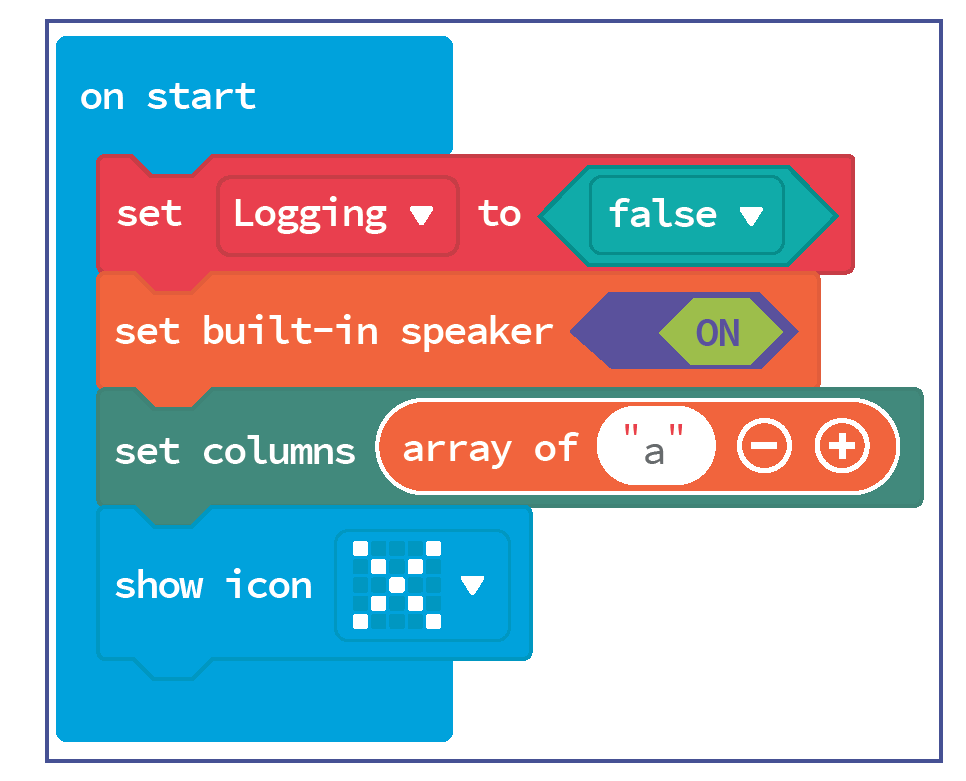 on start
set Logging to false
set built-in speaker ON
set columns array of "a"
show icon